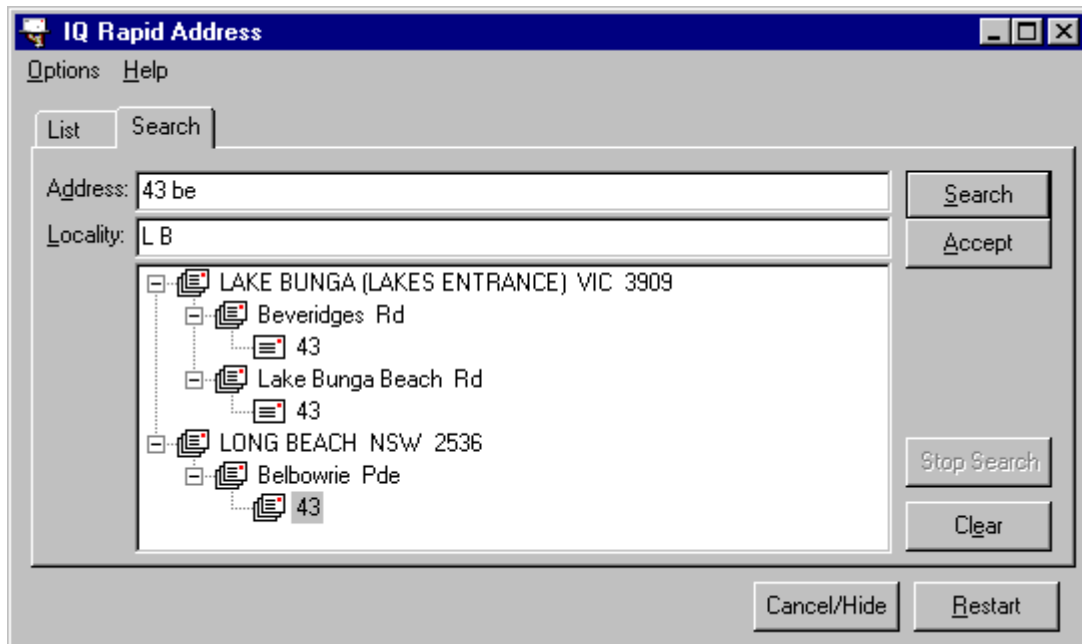 IQ Rapid Address
Options Help
List Search
Address: 43 be
Search
Locality: L B
Accept
LAKE BUNGA (LAKES ENTRANCE) VIC 3909
Beveridges Rd
43
Lake Bunga Beach Rd
43
LONG BEACH NSW 2536
Belbowrie Pde
43
Stop Search
Clear
Cancel/Hide Restart